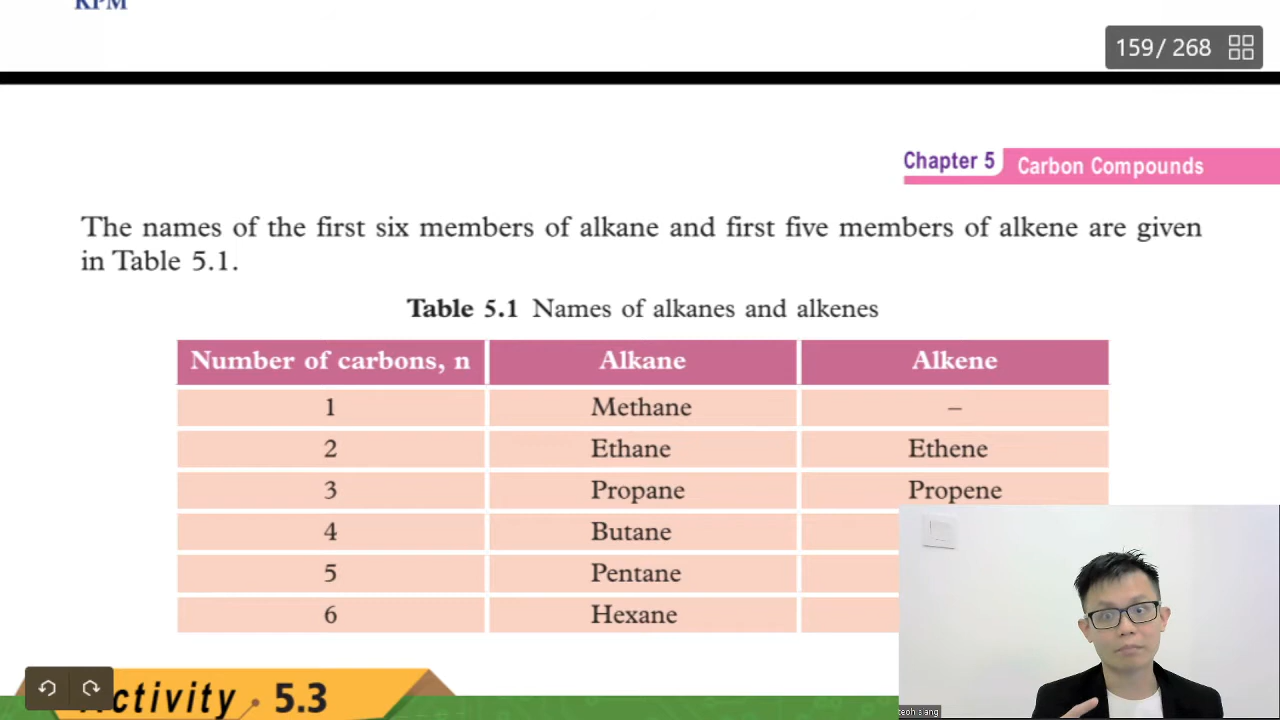 KPM
159/ 268
Chapter 5 Carbon Compounds
The names of the first six members of alkane and first five members of alkene are given
in Table 5.1.
Table 5.1 Names of alkanes and alkenes
Number of carbons, n Alkane Alkene
1 Methane –
2 Ethane Ethene
3 Propane Propene
4 Butane
5 Pentane
6 Hexane
ctivity 5.3
teoh siang